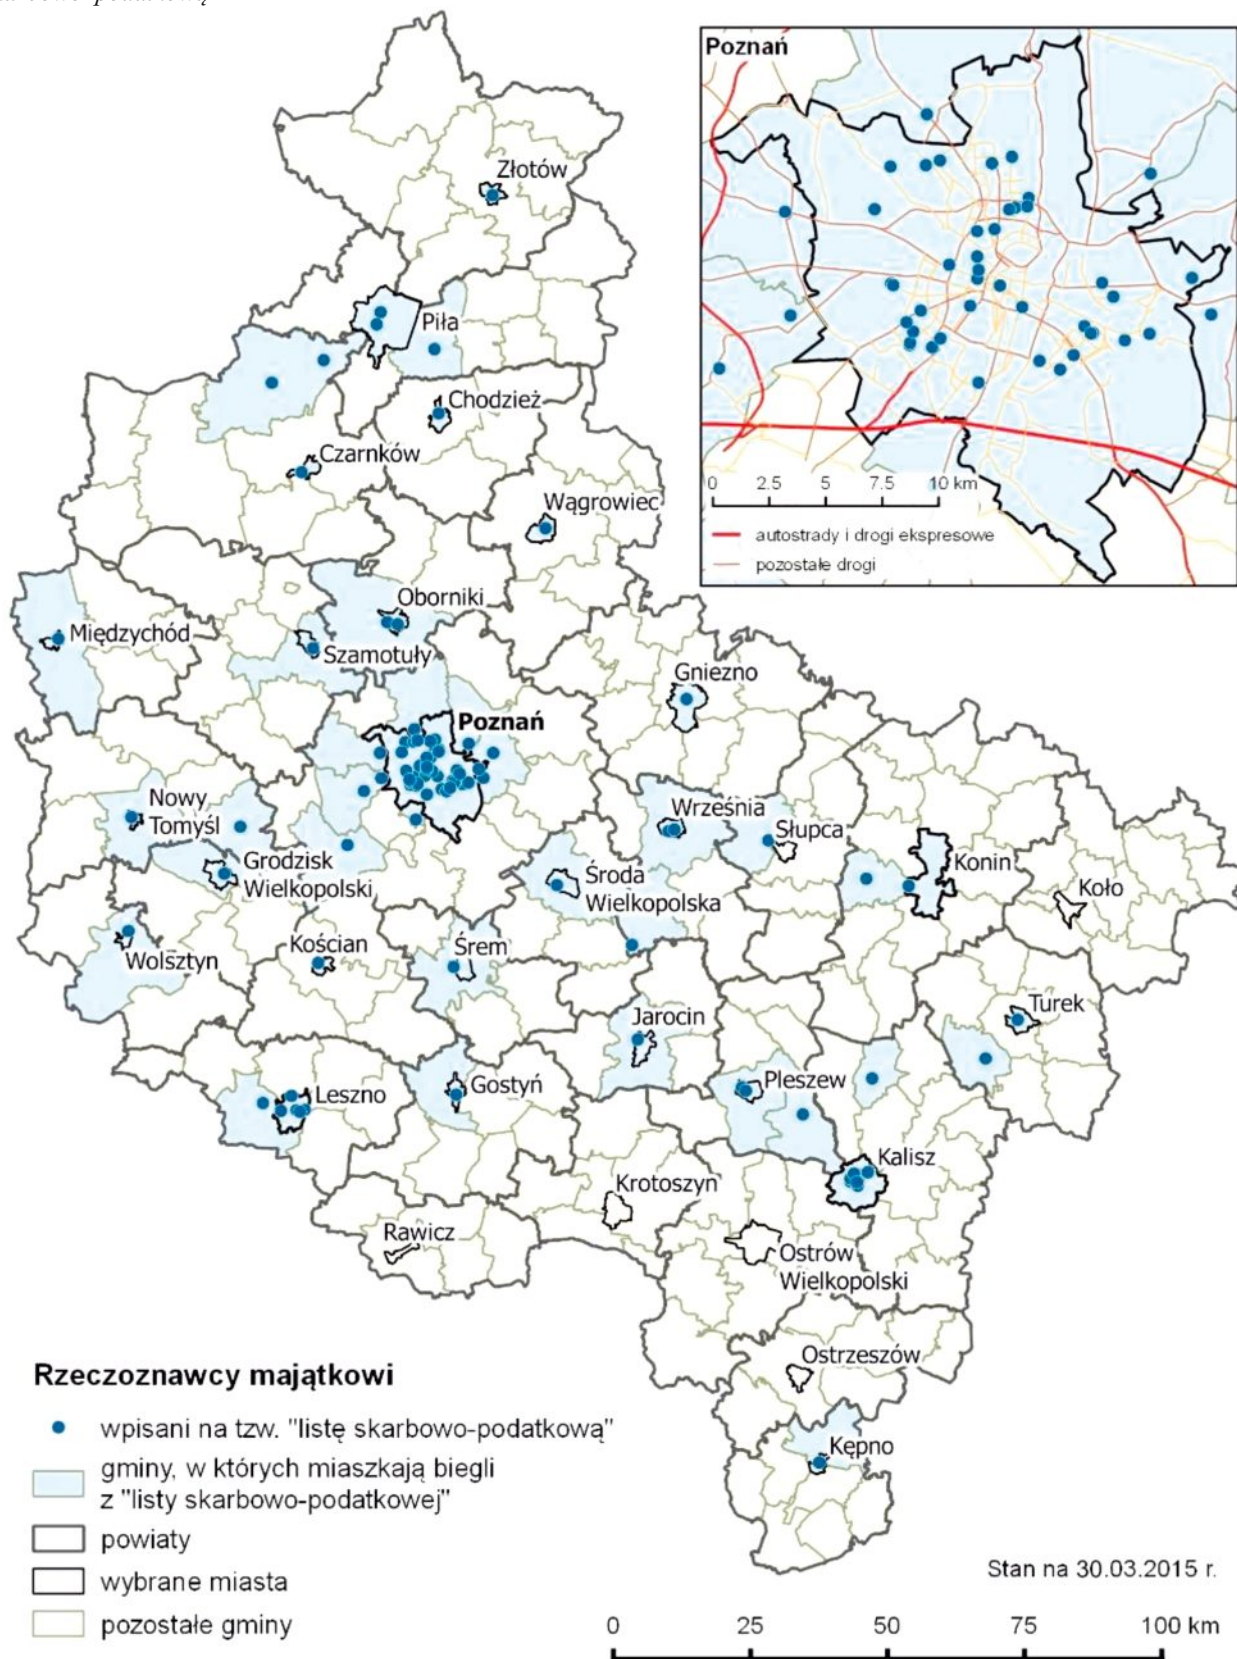 Poznań
Złotów
Piła
Chodzież
Czarnków
Wągrowiec
0 2.5 5 7.5 10 km
autostrady i drogi ekspresowe
pozostałe drogi
Oborniki
Międzychód
Szamotuły
Gniezno
Poznań
Nowy
Tomyśl
Września
Słupca
Grodzisk
Wielkopolski
Środa
Wielkopolska
Konin
Koło
Wolsztyn
Kościan
Śrem
Jarocin
Turek
Leszno
Gostyń
Pleszew
Kalisz
Krotoszyn
Rawicz
Ostrów
Wielkopolski
Ostrzeszów
Kępno
Rzeczoznawcy majątkowi
wpisani na tzw. "listę skarbowo-podatkową"
gminy, w których miaszkają biegli
z "listy skarbowo-podatkowej"
powiaty
wybrane miasta
pozostałe gminy
Stan na 30.03.2015 r.
0 25 50 75 100 km